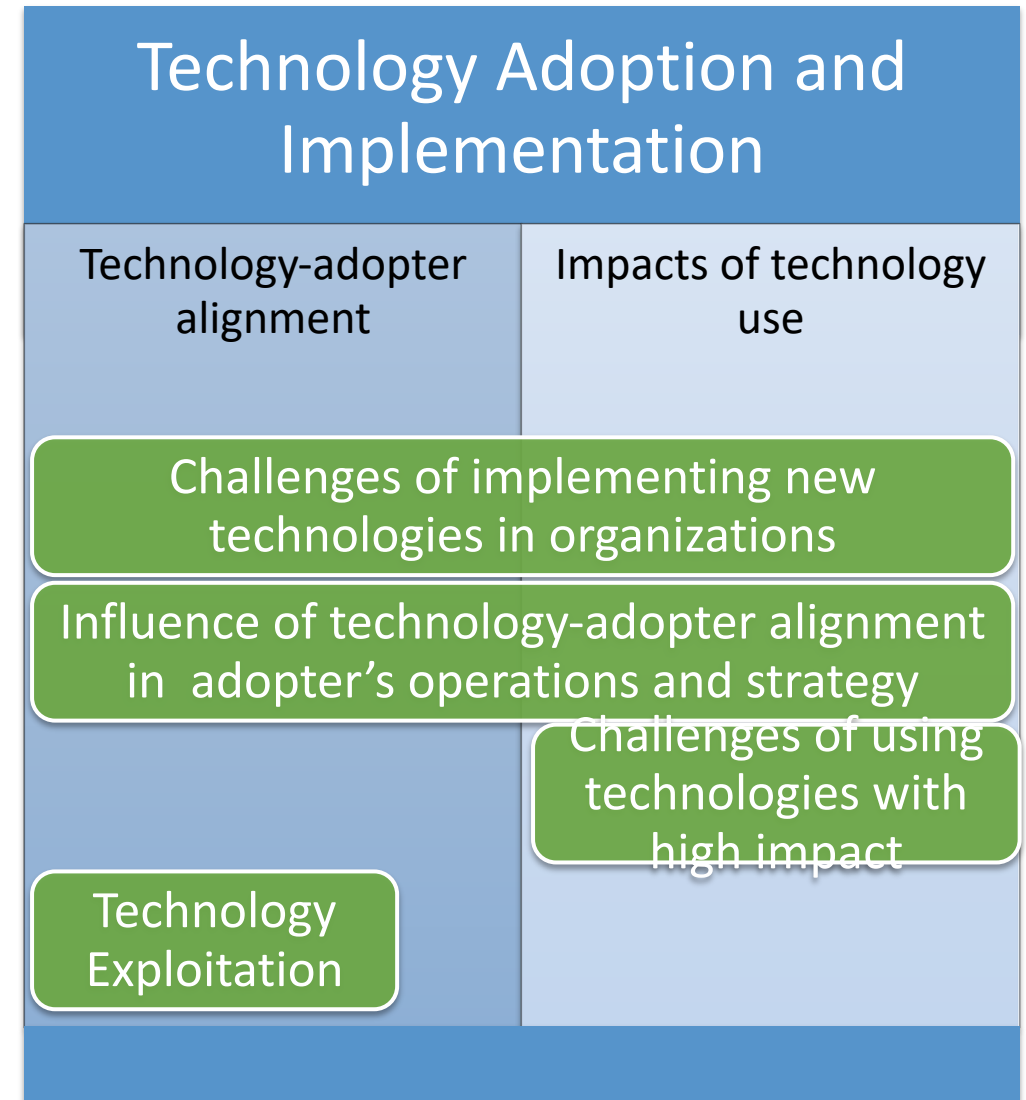 Technology Adoption and
Implementation
Technology-adopter
alignment
Impacts of technology
use
Challenges of implementing new
technologies in organizations
Influence of technology-adopter alignment
in  adopter’s operations and strategy
Challenges of using
technologies with
high impact
Technology
Exploitation